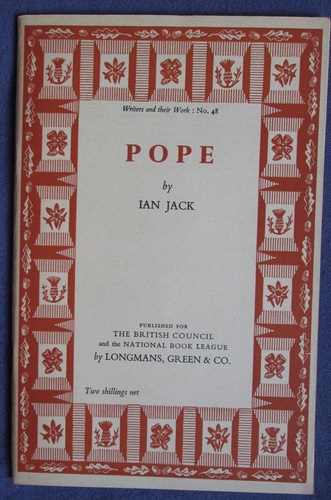 Writers and their Work : No. 48
POPE
by
IAN JACK
PUBLISHED FOR
THE BRITISH COUNCIL
and the NATIONAL BOOK LEAGUE
by LONGMANS, GREEN & CO.
Two shillings net